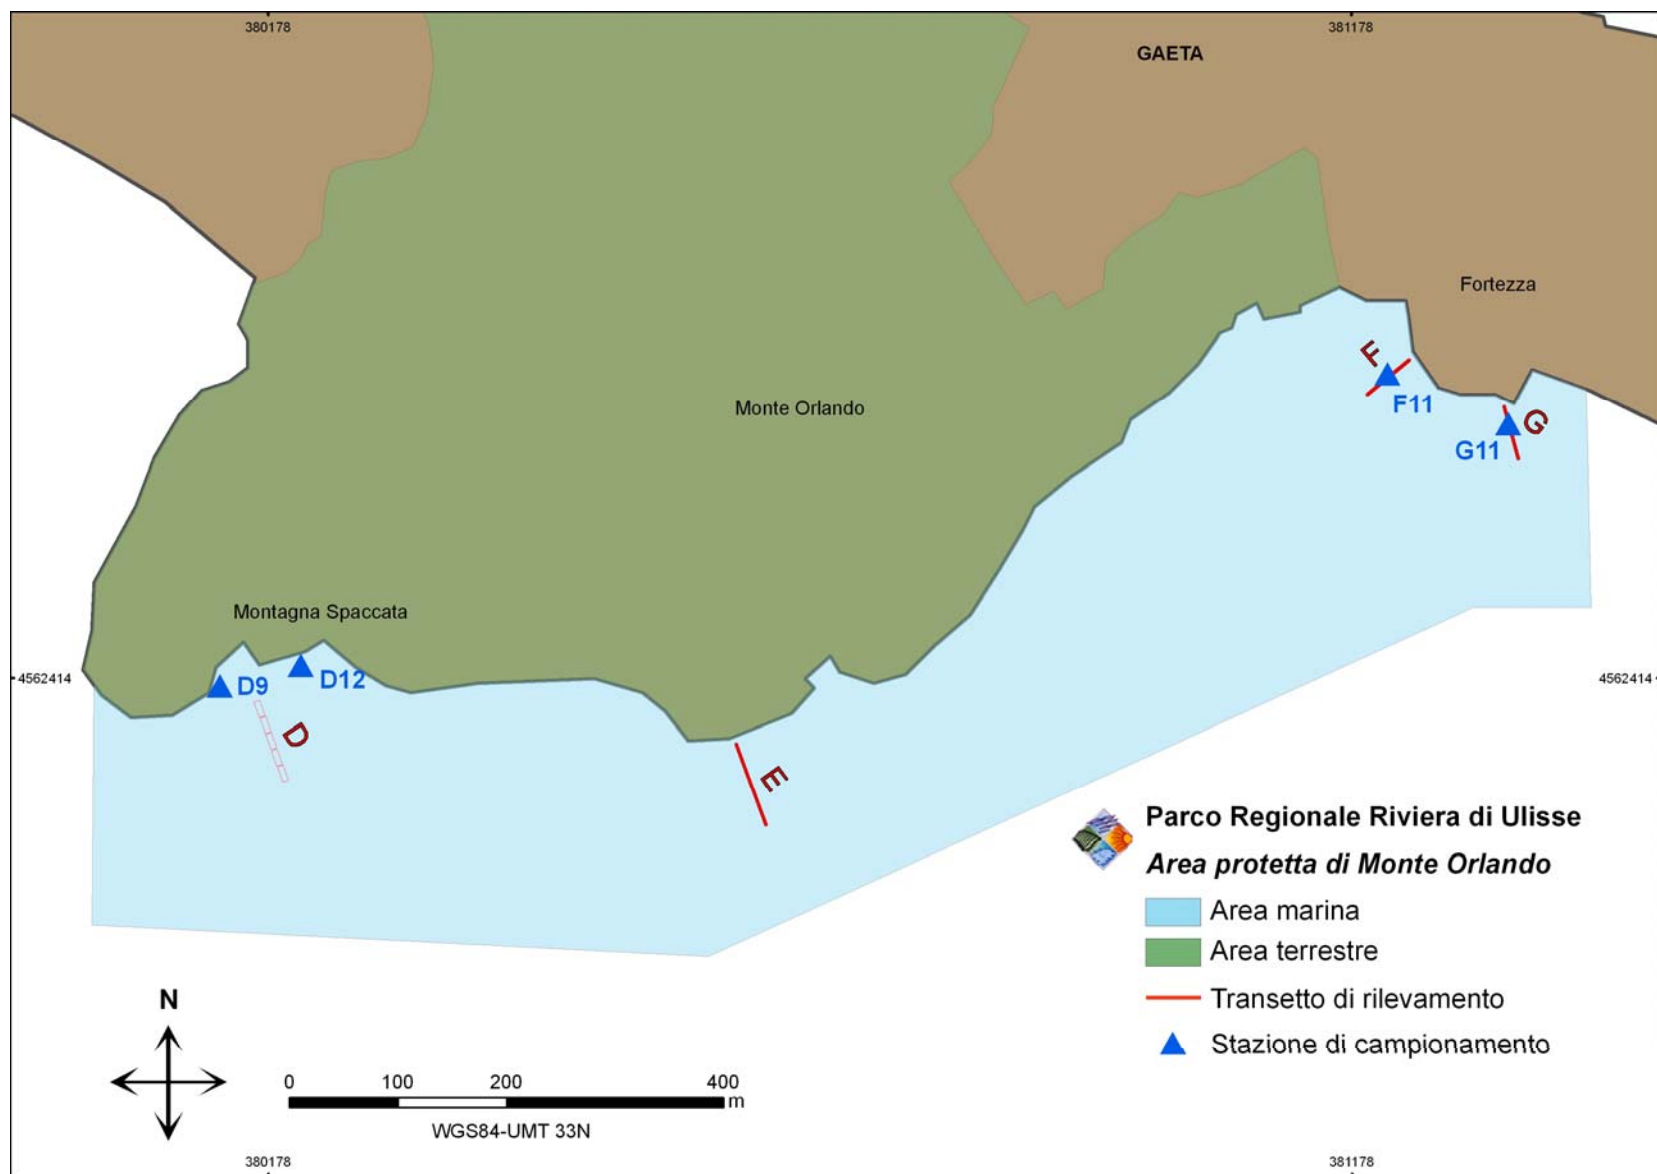 380178
381178
GAETA
Fortezza
F
F11
G
G11
Monte Orlando
Montagna Spaccata
4562414
4562414
D9
D12
D
E
Parco Regionale Riviera di Ulisse
Area protetta di Monte Orlando
Area marina
Area terrestre
Transetto di rilevamento
Stazione di campionamento
N
0 100 200 400
m
WGS84-UMT 33N
380178
381178